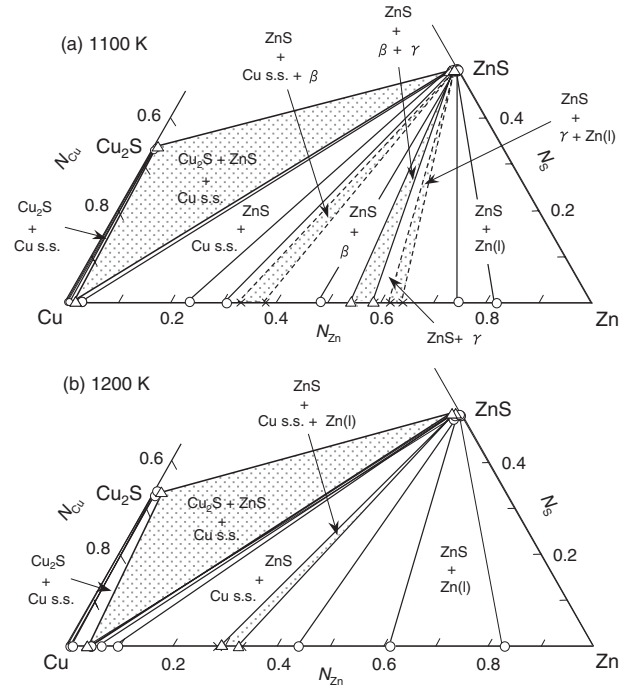 (a) 1100 K
ZnS
+
Cu s.s. + β
ZnS
+
β + γ
ZnS
ZnS
+
γ + Zn(l)
0.6
0.4
N_Cu
Cu₂S
N_S
Cu₂S + ZnS
+
Cu s.s.
Cu₂S
+
Cu s.s.
0.8
ZnS
+
Cu s.s.
ZnS
+
β
ZnS
+
Zn(l)
0.2
Cu
0.2
0.4
0.6
0.8
Zn
N_Zn
ZnS+ γ
(b) 1200 K
ZnS
+
Cu s.s. + Zn(l)
ZnS
0.6
0.4
N_Cu
Cu₂S
N_S
Cu₂S + ZnS
+
Cu s.s.
Cu₂S
+
Cu s.s.
0.8
ZnS
+
Cu s.s.
ZnS
+
Zn(l)
0.2
Cu
0.2
0.4
0.6
0.8
Zn
N_Zn